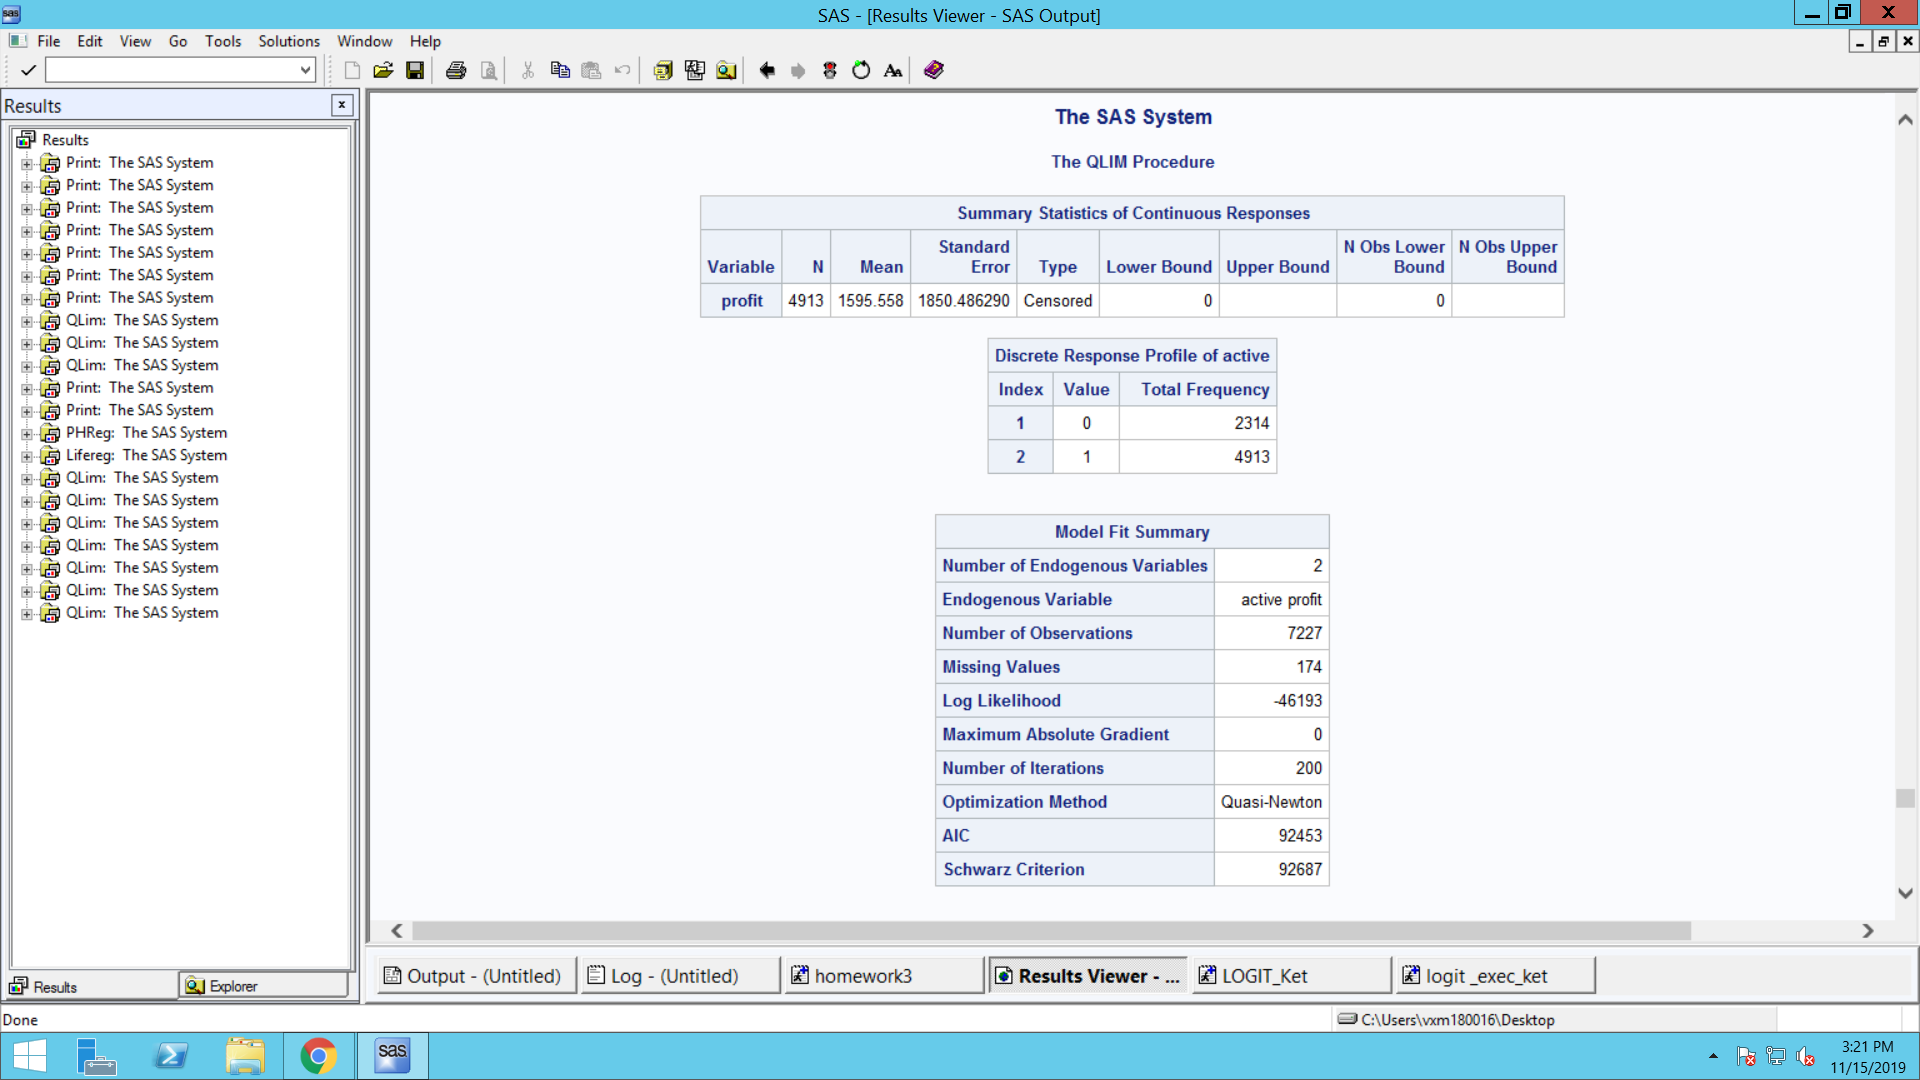 SAS - [Results Viewer - SAS Output]
File Edit View Go Tools Solutions Window Help
Results
Results
Print: The SAS System
Print: The SAS System
Print: The SAS System
Print: The SAS System
Print: The SAS System
Print: The SAS System
Print: The SAS System
QLim: The SAS System
QLim: The SAS System
QLim: The SAS System
Print: The SAS System
Print: The SAS System
PHReg: The SAS System
Lifereg: The SAS System
QLim: The SAS System
QLim: The SAS System
QLim: The SAS System
QLim: The SAS System
QLim: The SAS System
QLim: The SAS System
QLim: The SAS System
Results Explorer
The SAS System
The QLIM Procedure
Summary Statistics of Continuous Responses
Variable N Mean Standard Error Type Lower Bound Upper Bound N Obs Lower Bound N Obs Upper Bound
profit 4913 1595.558 1850.486290 Censored 0 0
Discrete Response Profile of active
Index Value Total Frequency
1 0 2314
2 1 4913
Model Fit Summary
Number of Endogenous Variables 2
Endogenous Variable active profit
Number of Observations 7227
Missing Values 174
Log Likelihood -46193
Maximum Absolute Gradient 0
Number of Iterations 200
Optimization Method Quasi-Newton
AIC 92453
Schwarz Criterion 92687
Output - (Untitled) Log - (Untitled) homework3 Results Viewer - ... LOGIT_Ket logit _exec_ket
Done C:\Users\vxm180016\Desktop
sas
3:21 PM
11/15/2019